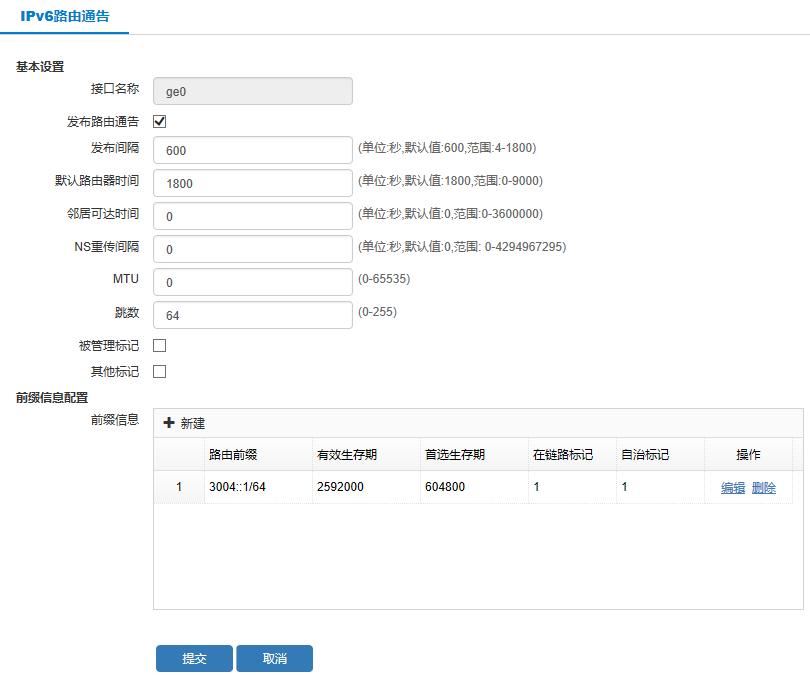 IPv6路由通告
基本设置
接口名称 ge0
发布路由通告
发布间隔 600 (单位:秒,默认值:600,范围:4-1800)
默认路由器时间 1800 (单位:秒,默认值:1800,范围:0-9000)
邻居可达时间 0 (单位:秒,默认值:0,范围:0-3600000)
NS重传间隔 0 (单位:秒,默认值:0,范围: 0-4294967295)
MTU 0 (0-65535)
跳数 64 (0-255)
被管理标记
其他标记
前缀信息配置
前缀信息 新建
路由前缀 有效生存期 首选生存期 在链路标记 自治标记 操作
1 3004::1/64 2592000 604800 1 1 编辑 删除
提交 取消